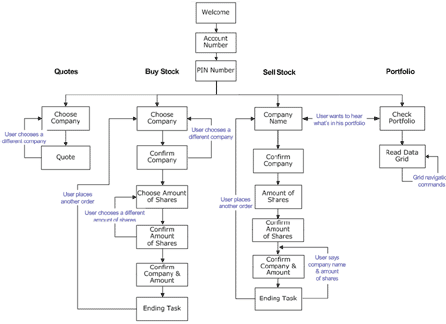 Welcome
Account
Number
PIN Number
Quotes
Buy Stock
Sell Stock
Portfolio
Choose
Company
User chooses a
different company
Quote
Choose
Company
User chooses a
different company
Confirm
Company
User places
another order
Choose Amount
of Shares
User chooses a different
amount of shares
Confirm
Amount
of Shares
Confirm
Company &
Amount
Ending Task
Company
Name
User wants to hear
what's in his portfolio
Confirm
Company
Amount of
Shares
User places
another order
Confirm
Amount of
Shares
Confirm
Company &
Amount
User says
company name
& amount
of shares
Ending Task
Check
Portfolio
Read Data
Grid
Grid navigation
commands